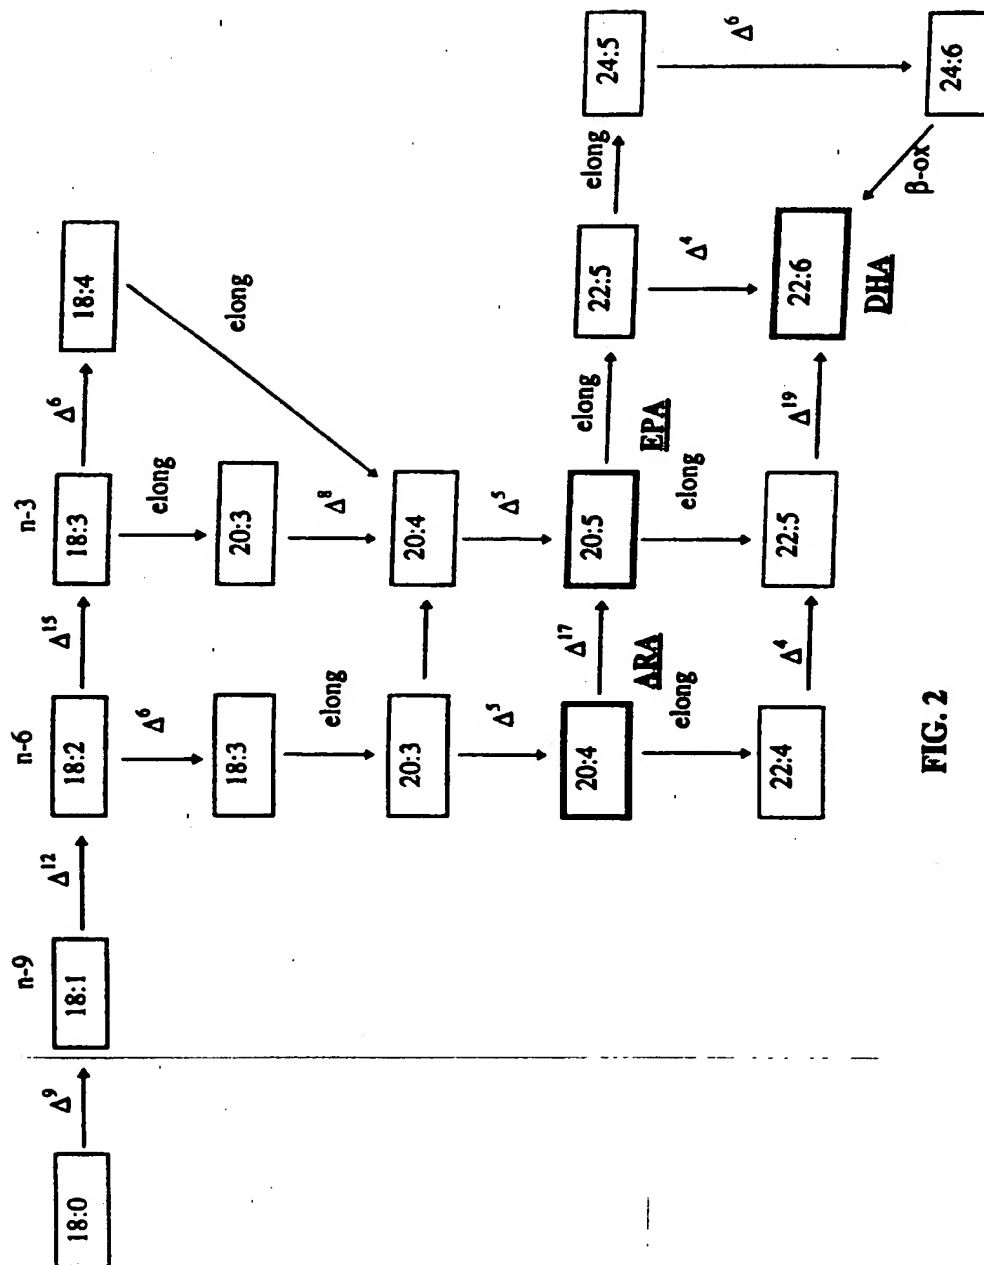 n-9 n-6 n-3
Δ⁹ Δ¹² Δ¹⁵ Δ⁶
18:0 18:1 18:2 18:3 18:4
Δ⁶ elong elong
18:3 20:3
elong Δ⁸
20:3 20:4
Δ⁵ Δ⁵
Δ¹⁷ elong elong
20:4 20:5 22:5 24:5
ARA EPA
elong elong Δ⁴ Δ⁶
Δ⁴ Δ¹⁹
22:4 22:5 22:6
DHA
β-ox
24:6
FIG. 2